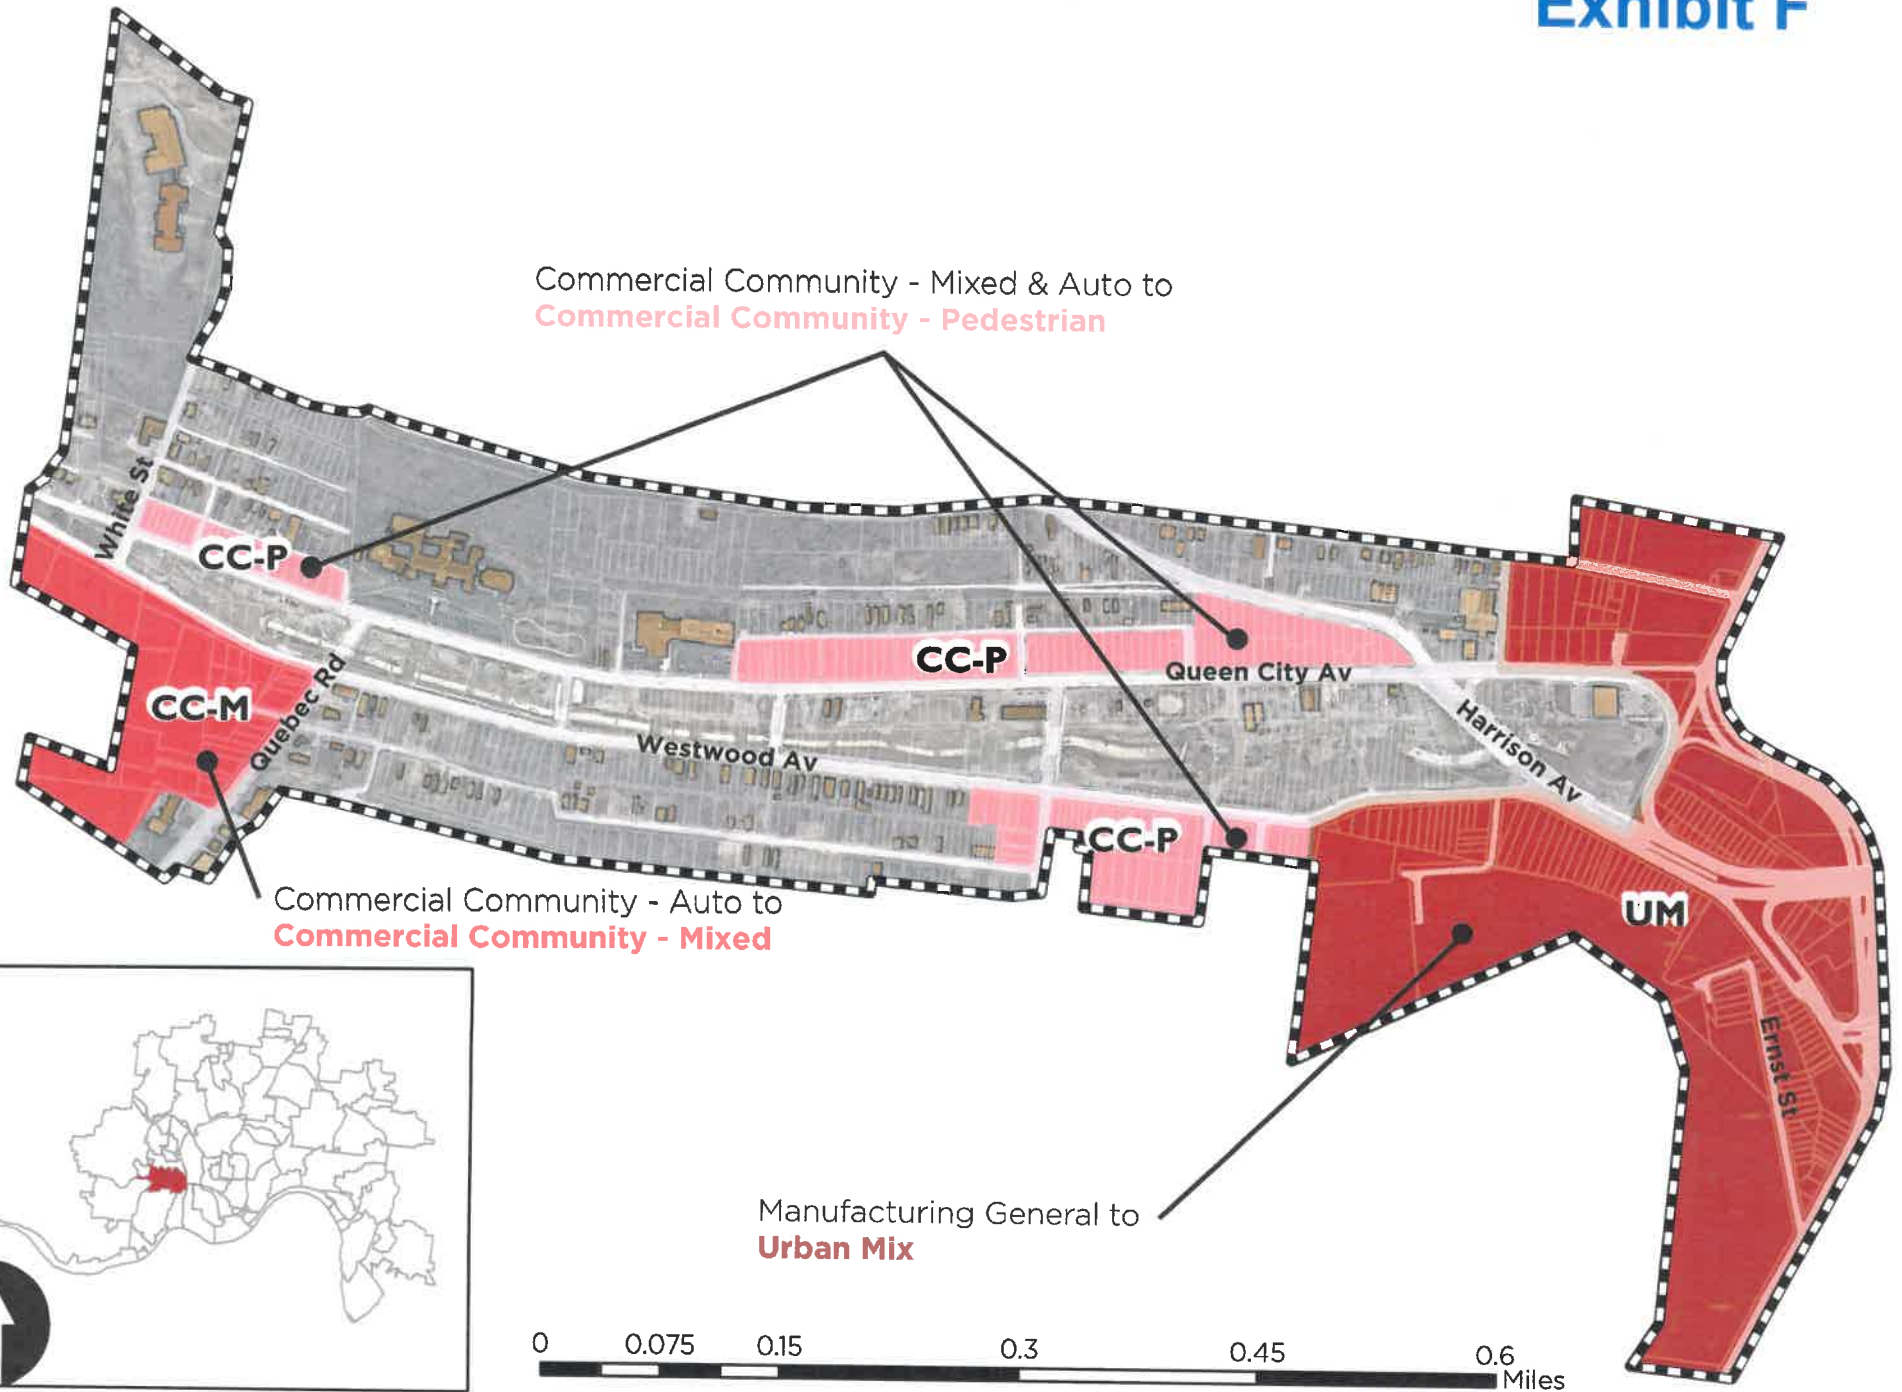 Exhibit F
Commercial Community - Mixed & Auto to
Commercial Community - Pedestrian
White St
CC-P
CC-P
Queen City Av
CC-M
Quebec Rd
Westwood Av
Harrison Av
CC-P
Commercial Community - Auto to
Commercial Community - Mixed
UM
Ernst St
Manufacturing General to
Urban Mix
0 0.075 0.15 0.3 0.45 0.6
Miles